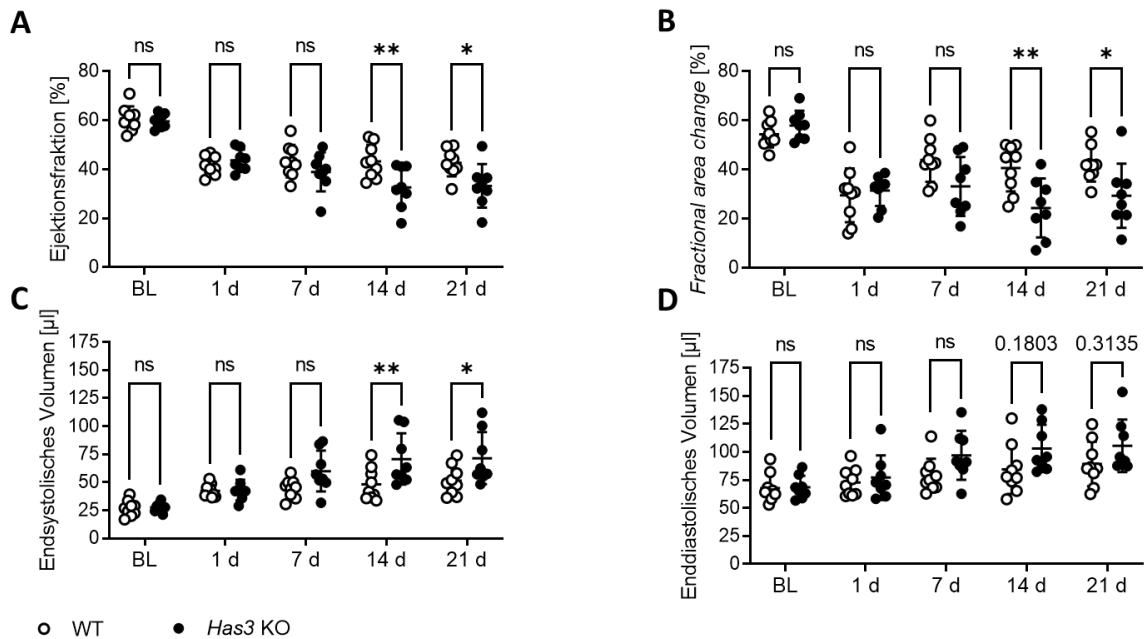 A
Ejektionsfraktion [%]
80
60
40
20
0
ns
ns
ns
**
*
BL
1 d
7 d
14 d
21 d
B
Fractional area change [%]
80
60
40
20
0
ns
ns
ns
**
*
BL
1 d
7 d
14 d
21 d
C
Endsystolisches Volumen [µl]
175
150
125
100
75
50
25
0
ns
ns
ns
**
*
BL
1 d
7 d
14 d
21 d
D
Enddiastolisches Volumen [µl]
175
150
125
100
75
50
25
0
ns
ns
ns
0.1803
0.3135
BL
1 d
7 d
14 d
21 d
WT
Has3 KO